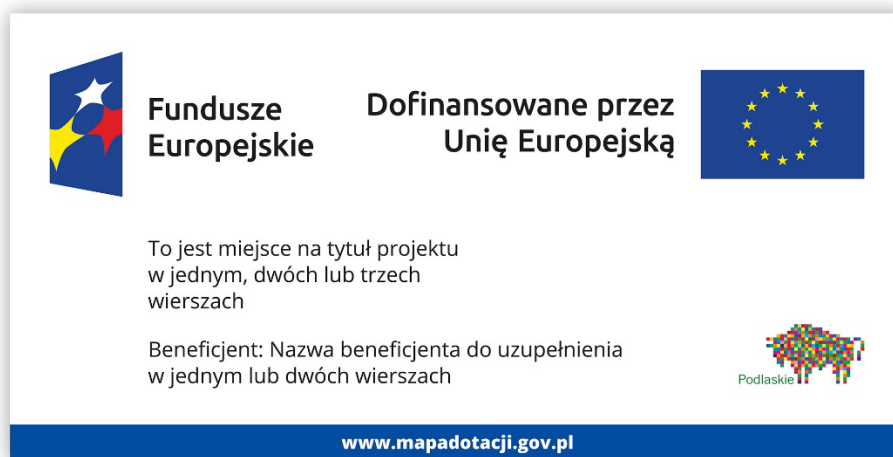 Fundusze
Europejskie
Dofinansowane przez
Unię Europejską
To jest miejsce na tytuł projektu
w jednym, dwóch lub trzech
wierszach
Beneficjent: Nazwa beneficjenta do uzupełnienia
w jednym lub dwóch wierszach
Podlaskie
www.mapadotacji.gov.pl